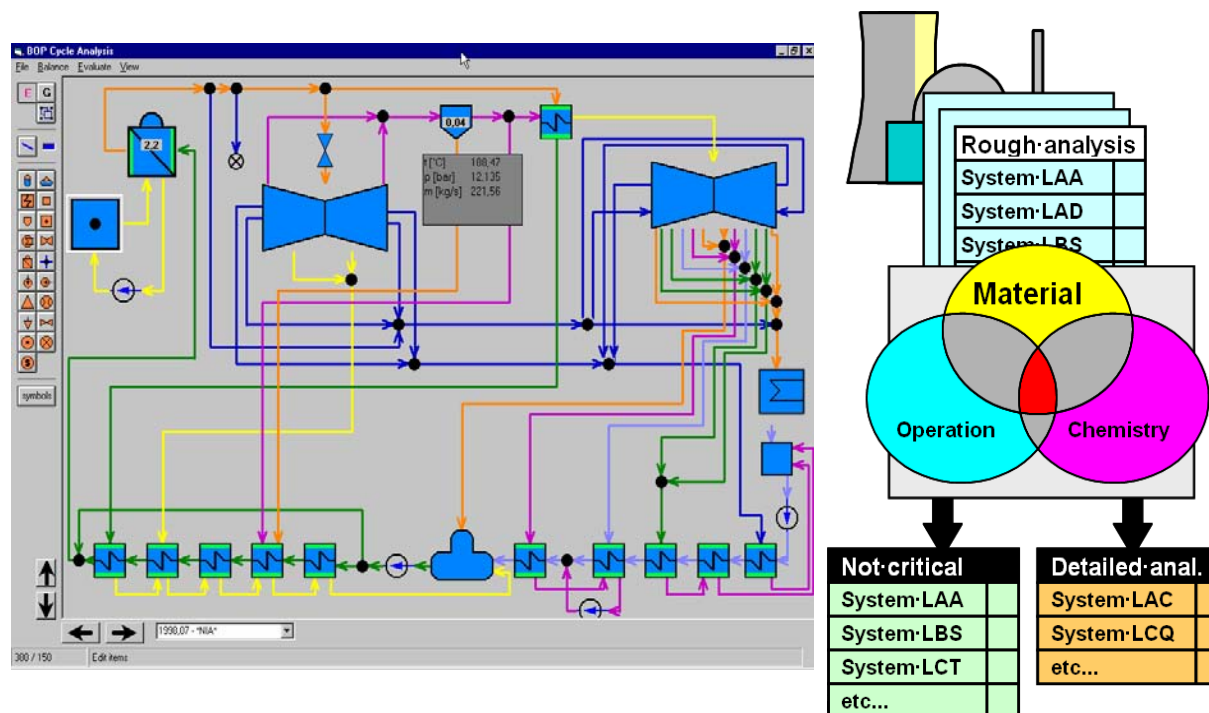 BOP Cycle Analysis
File Balance Evaluate View
E G
2,2
0,04
t [°C] 188,47
p [bar] 12,135
m [kg/s] 221,56
S
symbols
1998,07 - *NIA*
380 / 150 Edit items
Rough·analysis
System·LAA
System·LAD
System·LBS
Material
Operation
Chemistry
Not·critical
System·LAA
System·LBS
System·LCT
etc...
Detailed·anal.
System·LAC
System·LCQ
etc...